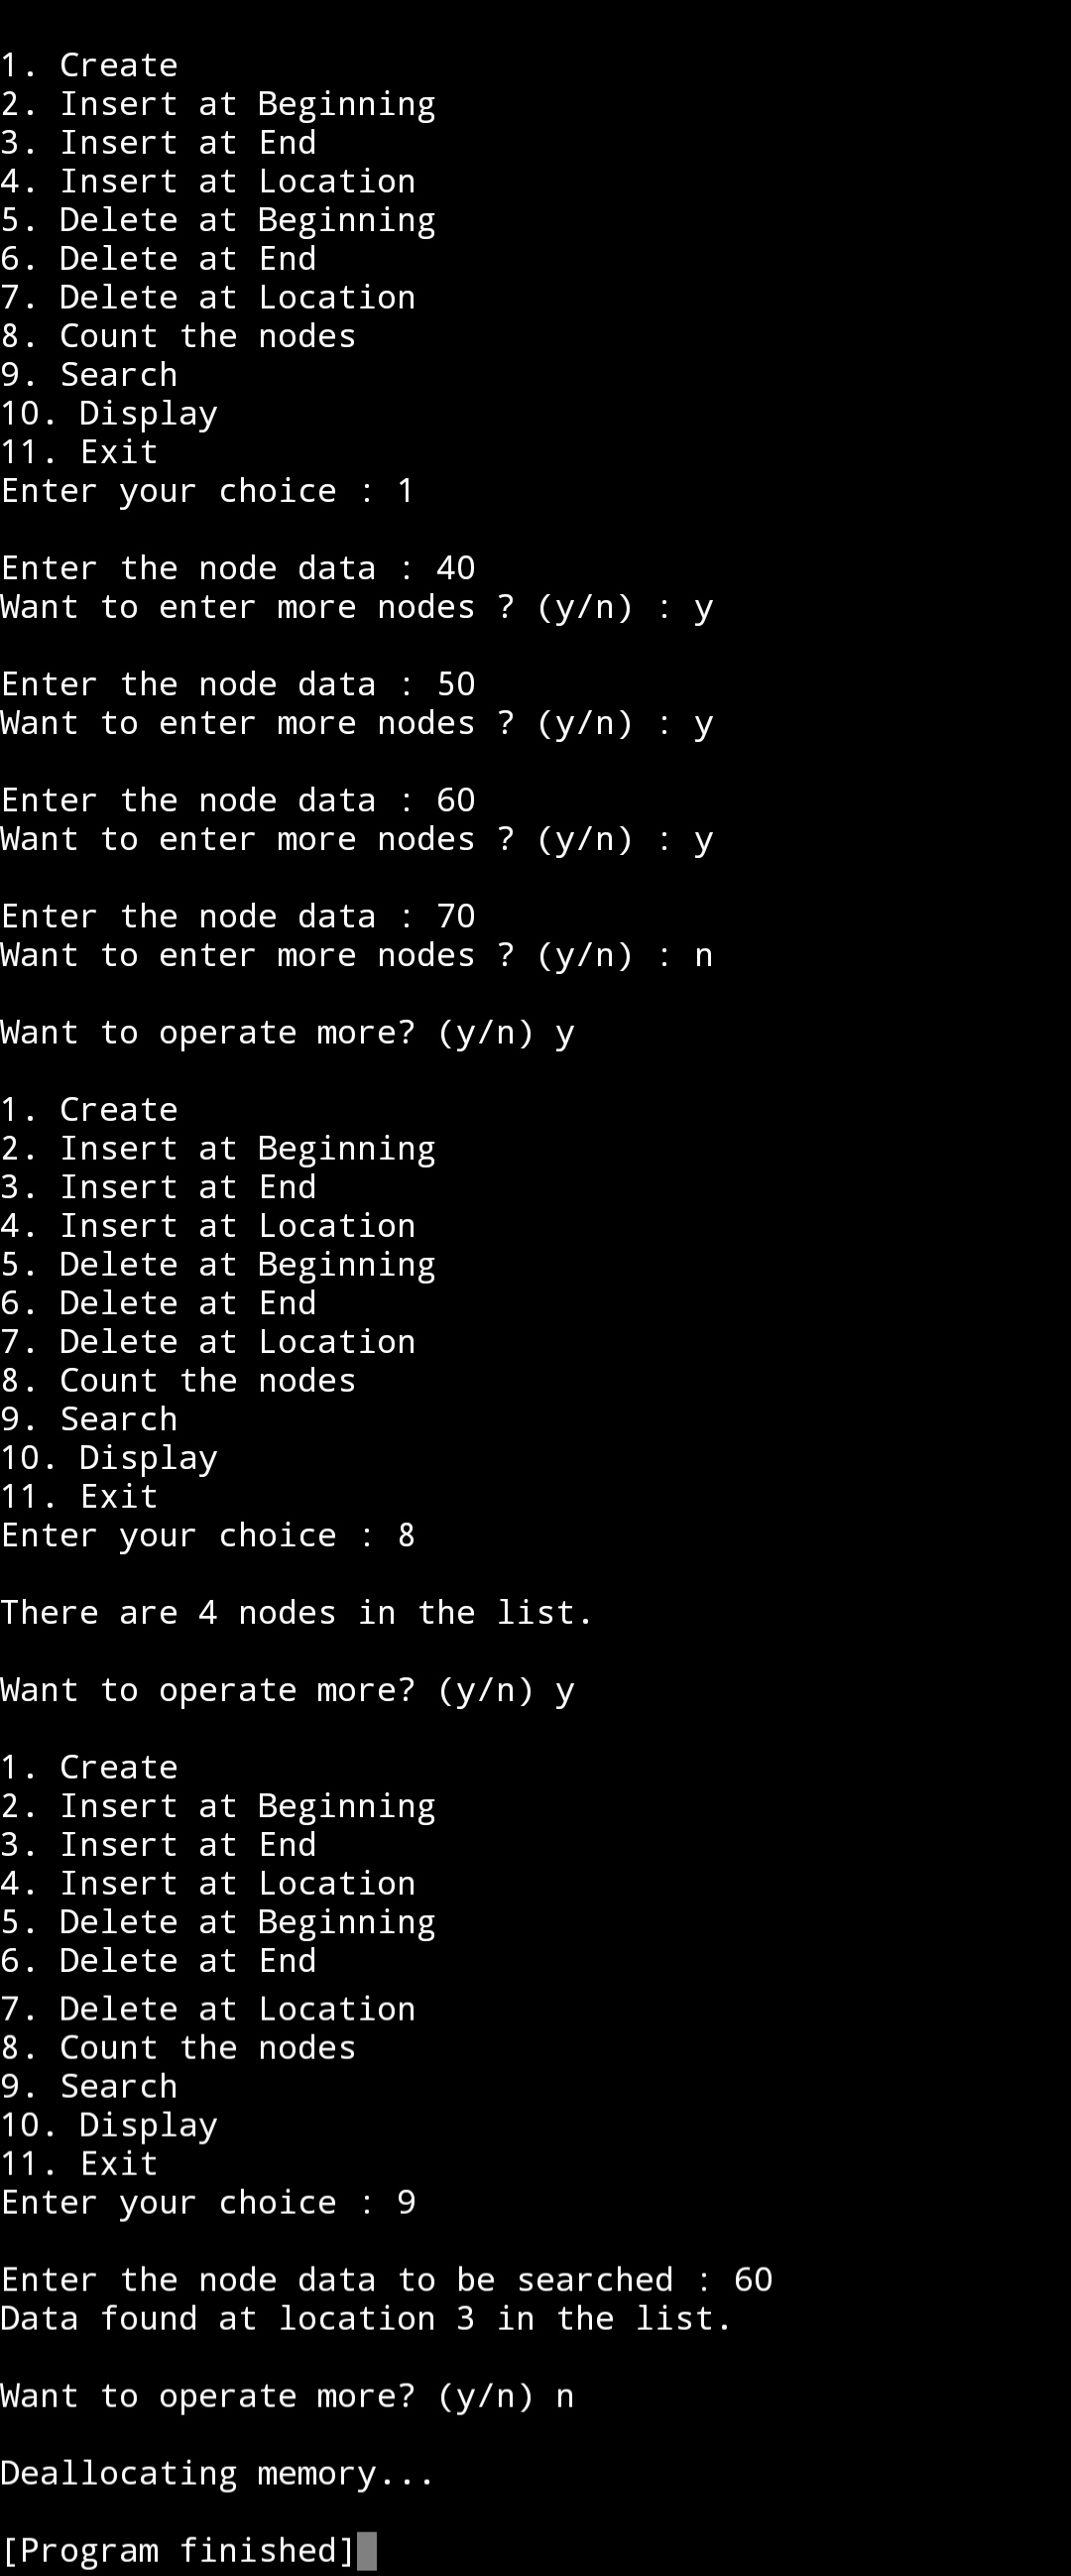 1. Create
2. Insert at Beginning
3. Insert at End
4. Insert at Location
5. Delete at Beginning
6. Delete at End
7. Delete at Location
8. Count the nodes
9. Search
10. Display
11. Exit
Enter your choice : 1
Enter the node data : 40
Want to enter more nodes ? (y/n) : y
Enter the node data : 50
Want to enter more nodes ? (y/n) : y
Enter the node data : 60
Want to enter more nodes ? (y/n) : y
Enter the node data : 70
Want to enter more nodes ? (y/n) : n
Want to operate more? (y/n) y
1. Create
2. Insert at Beginning
3. Insert at End
4. Insert at Location
5. Delete at Beginning
6. Delete at End
7. Delete at Location
8. Count the nodes
9. Search
10. Display
11. Exit
Enter your choice : 8
There are 4 nodes in the list.
Want to operate more? (y/n) y
1. Create
2. Insert at Beginning
3. Insert at End
4. Insert at Location
5. Delete at Beginning
6. Delete at End
7. Delete at Location
8. Count the nodes
9. Search
10. Display
11. Exit
Enter your choice : 9
Enter the node data to be searched : 60
Data found at location 3 in the list.
Want to operate more? (y/n) n
Deallocating memory...
[Program finished]